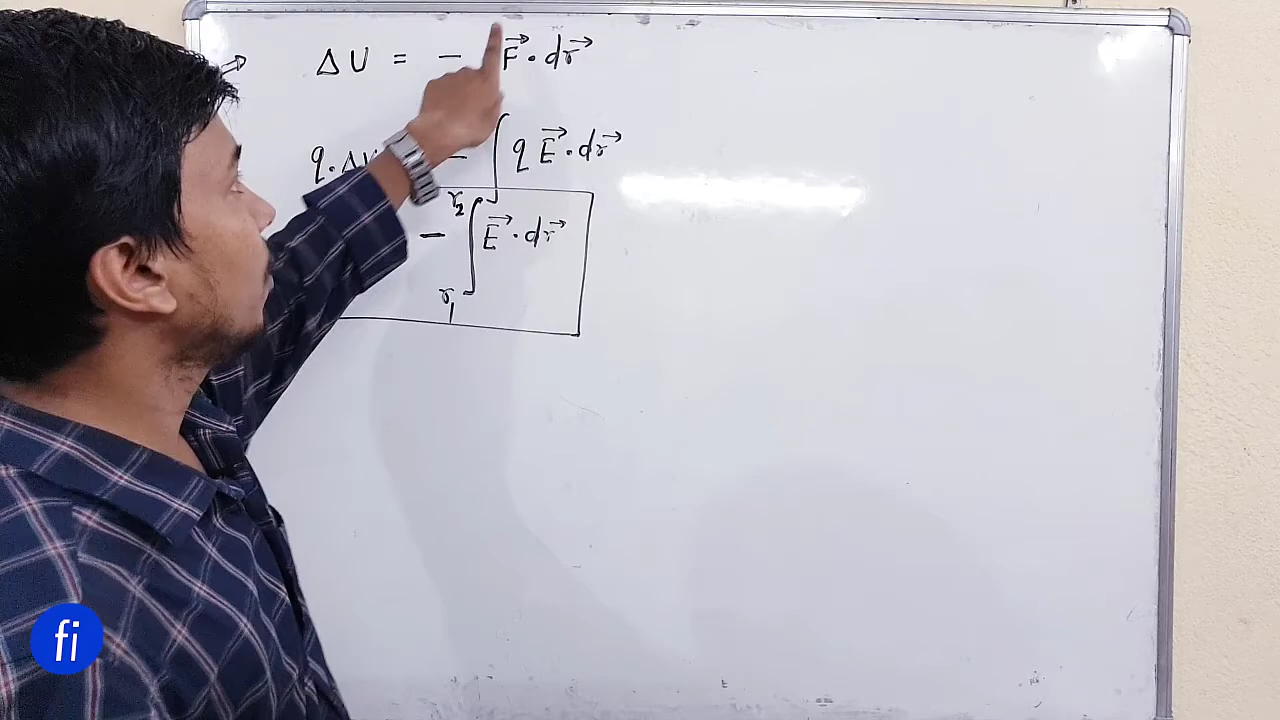 → ΔU = − F⃗ · dr⃗
q · ΔV − ∫ q E⃗ · dr⃗
− ∫_{r₁}^{r₂} E⃗ · dr⃗
fi